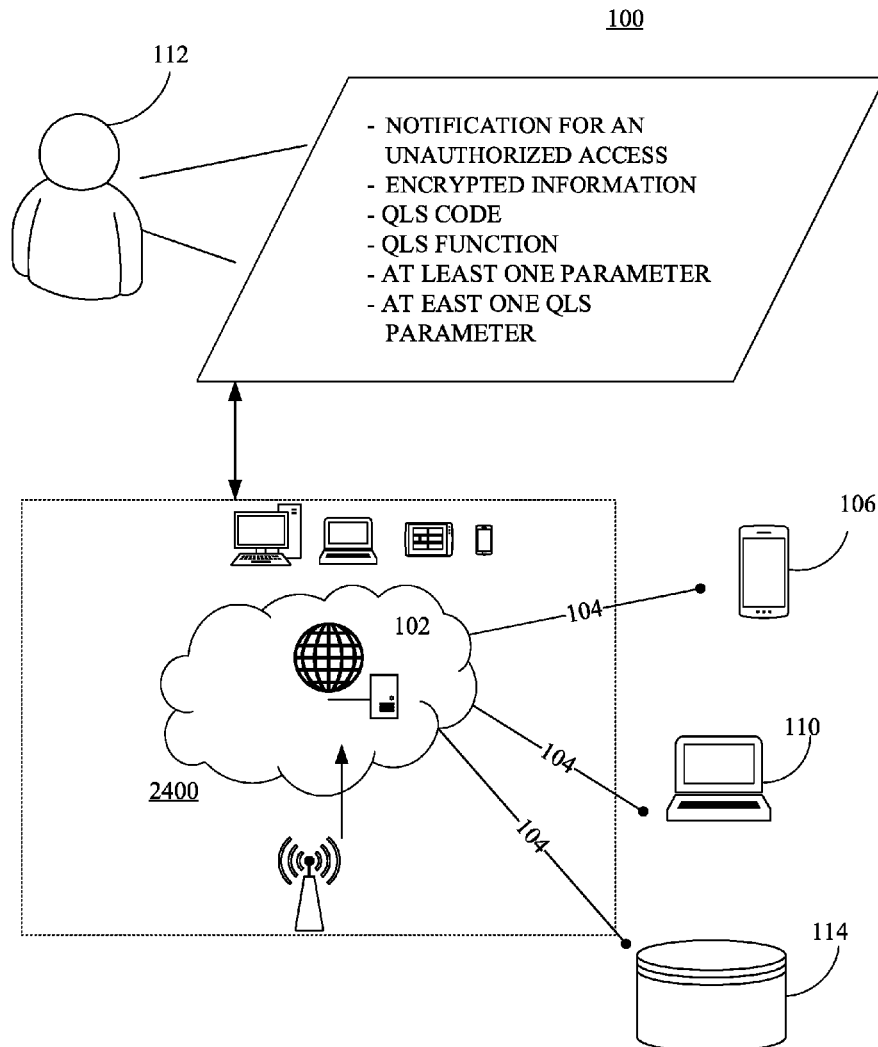 100
112
- NOTIFICATION FOR AN
UNAUTHORIZED ACCESS
- ENCRYPTED INFORMATION
- QLS CODE
- QLS FUNCTION
- AT LEAST ONE PARAMETER
- AT EAST ONE QLS
PARAMETER
106
102
104
110
104
2400
104
114